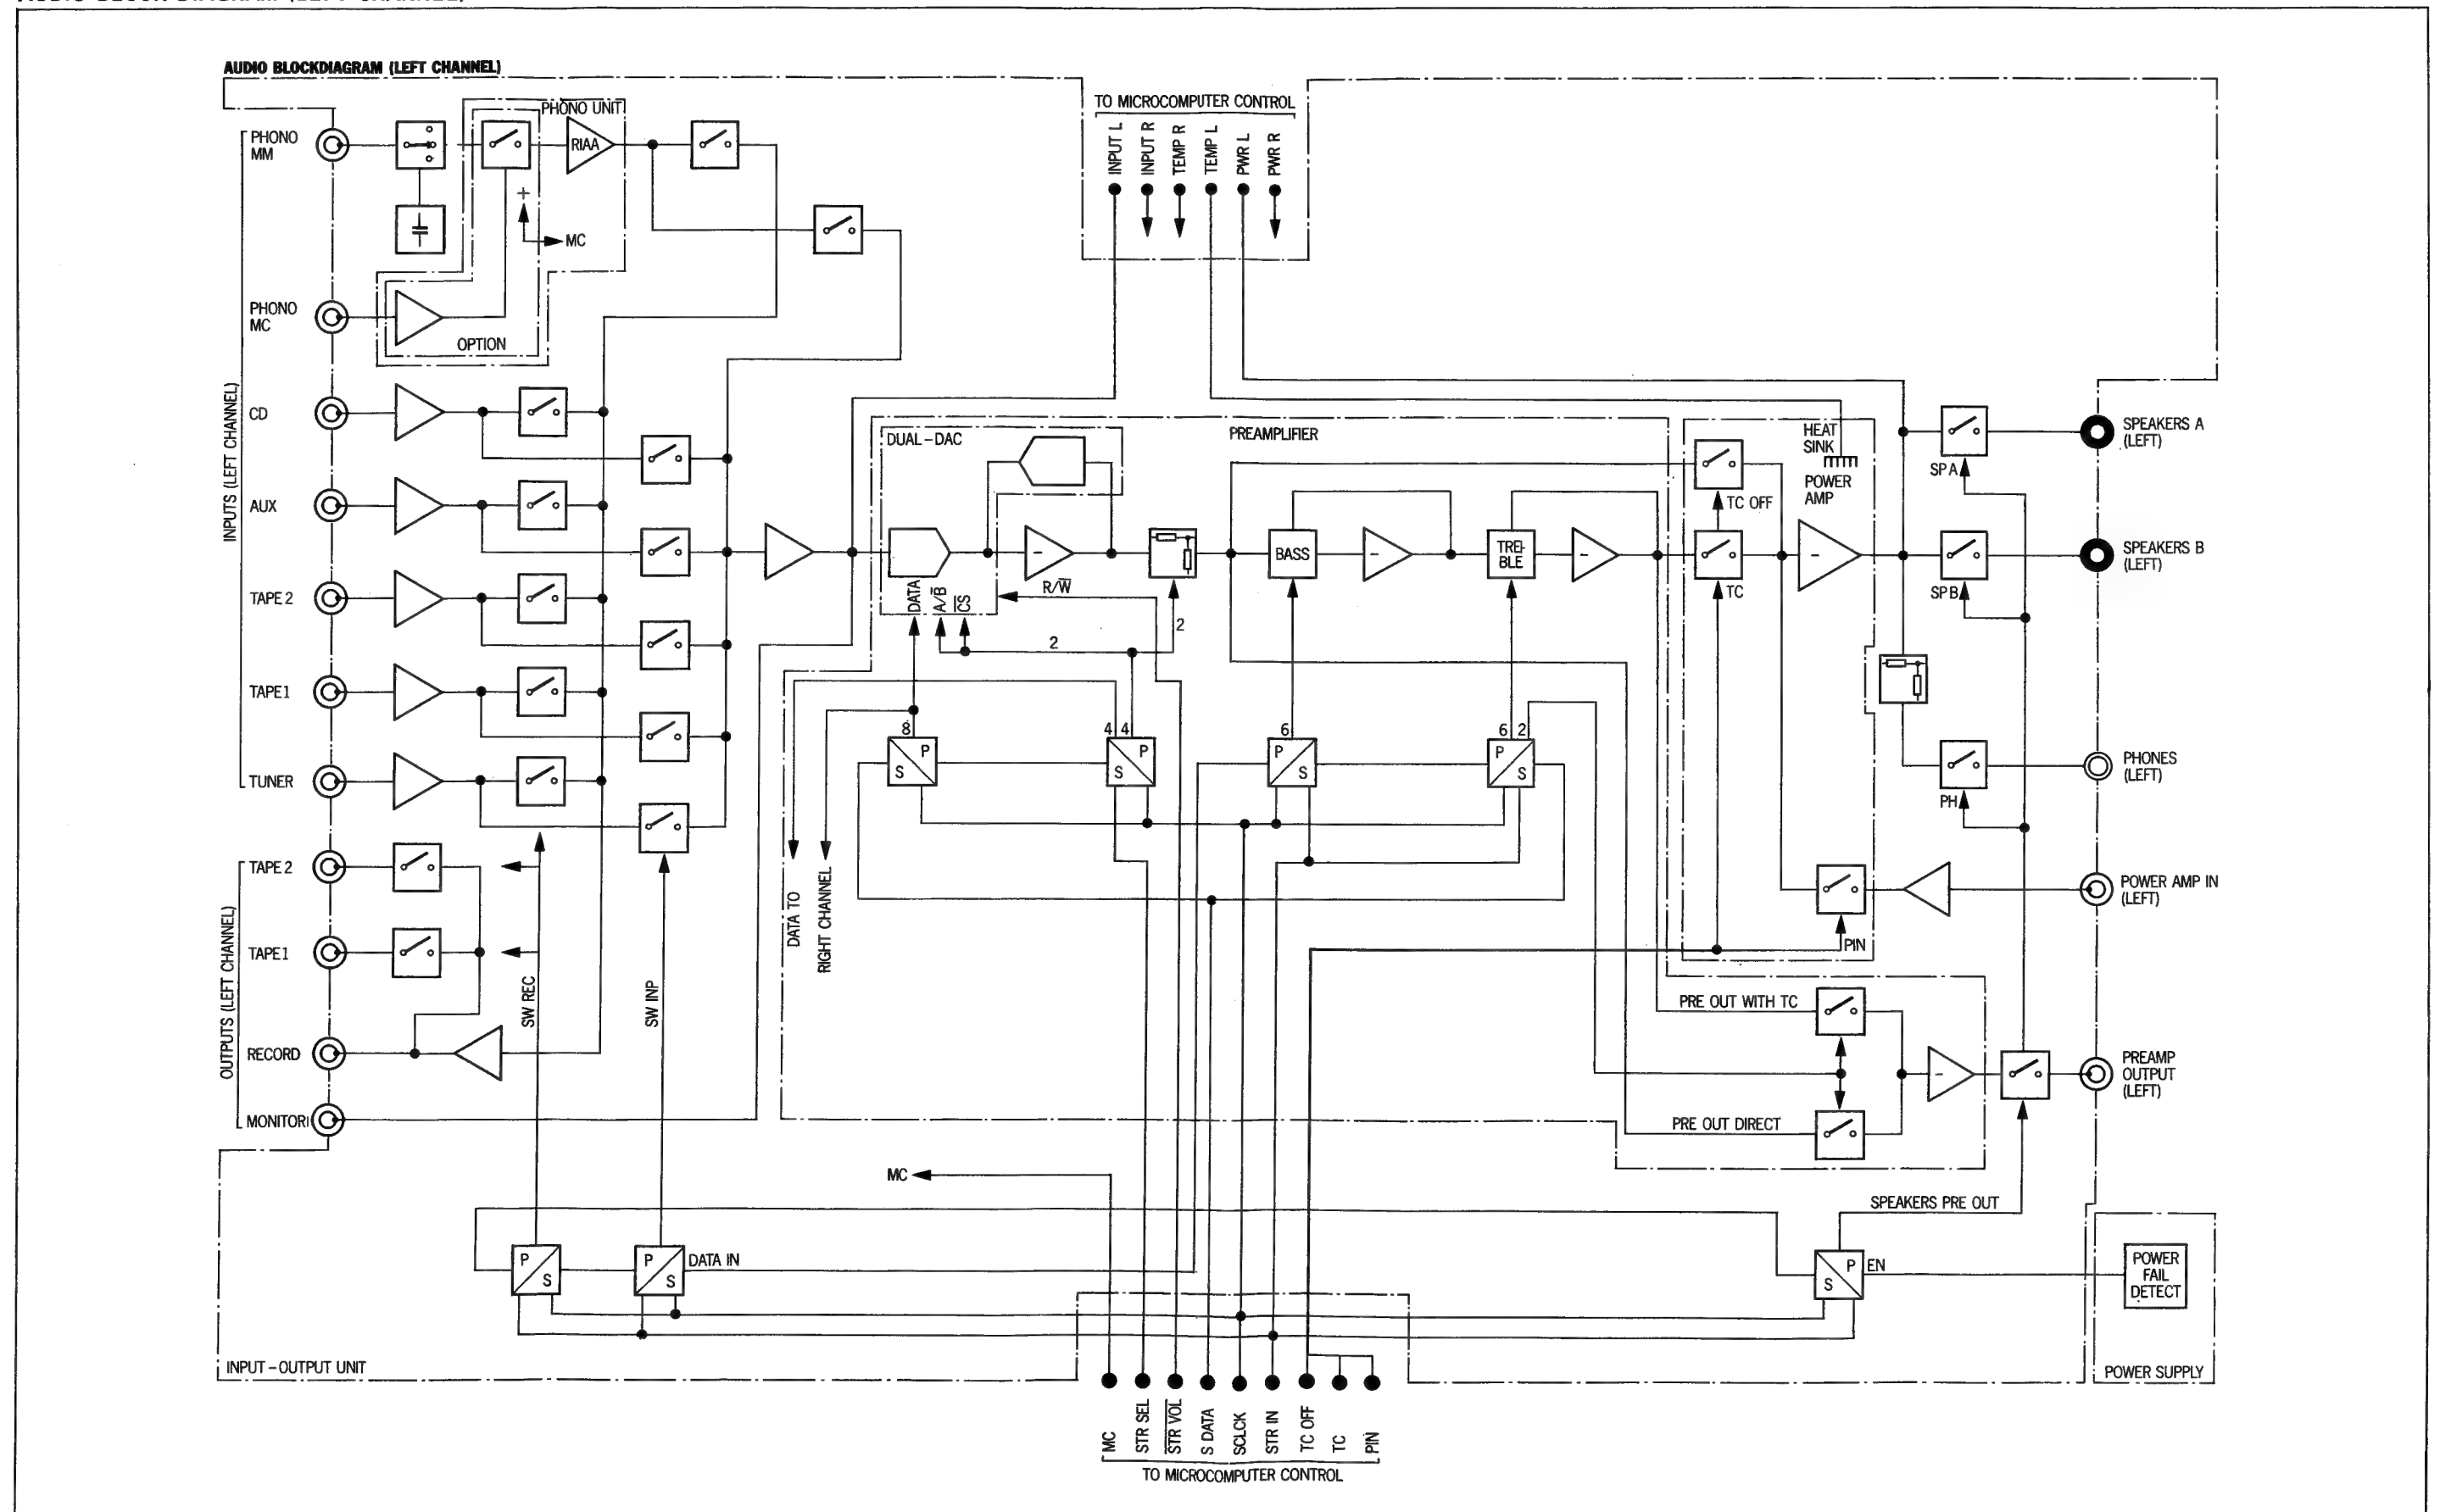 AUDIO BLOCKDIAGRAM (LEFT CHANNEL)
PHONO UNIT
TO MICROCOMPUTER CONTROL
INPUT L
INPUT R
TEMP R
TEMP L
PWR L
PWR R
INPUTS (LEFT CHANNEL)
PHONO
MM
RIAA
+
MC
PHONO
MC
OPTION
CD
AUX
TAPE 2
TAPE 1
TUNER
OUTPUTS (LEFT CHANNEL)
TAPE 2
TAPE 1
RECORD
MONITOR
SW REC
SW INP
DUAL-DAC
PREAMPLIFIER
DATA
A/B̅
C̅S̅
R/W̅
2
2
BASS
TRE-
BLE
HEAT
SINK
POWER
AMP
TC OFF
TC
SP A
SP B
PH
SPEAKERS A
(LEFT)
SPEAKERS B
(LEFT)
PHONES
(LEFT)
POWER AMP IN
(LEFT)
PREAMP
OUTPUT
(LEFT)
8
P
S
4 4
P
S
6
P
S
6 2
P
S
DATA TO
RIGHT CHANNEL
PIN
PRE OUT WITH TC
PRE OUT DIRECT
MC
SPEAKERS PRE OUT
P
S
P
S
DATA IN
P
S
EN
POWER
FAIL
DETECT
INPUT-OUTPUT UNIT
POWER SUPPLY
MC
STR SEL
S̅T̅R̅ V̅O̅L̅
S DATA
SCLCK
STR IN
TC OFF
TC
PIN
TO MICROCOMPUTER CONTROL